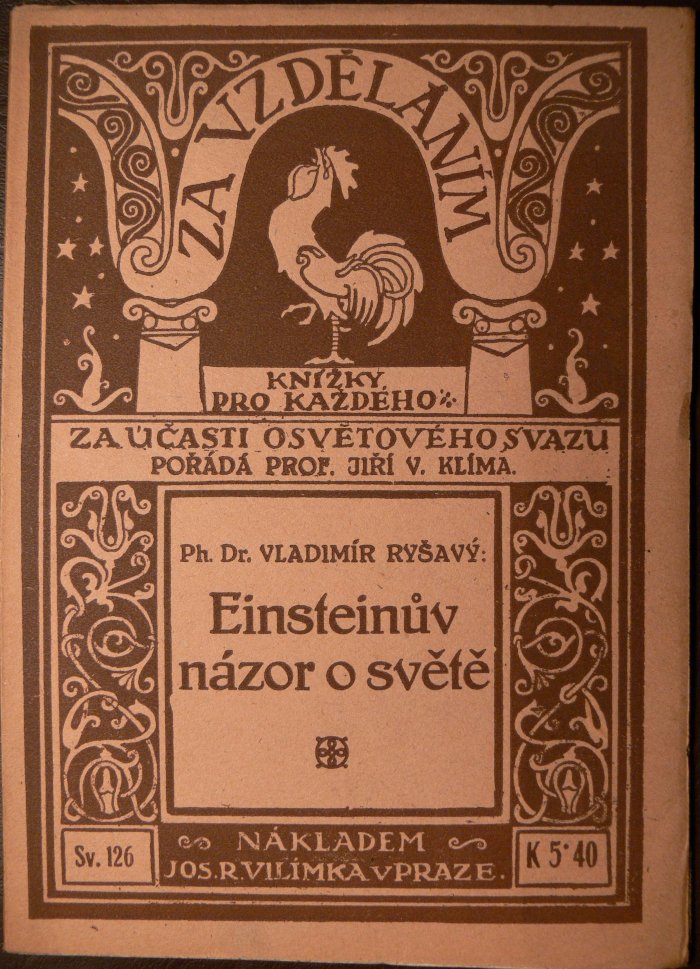 ZA VZDĚLÁNÍM
KNÍŽKY
PRO KAŽDÉHO
ZA ÚČASTI OSVĚTOVÉHO SVAZU
POŘÁDÁ PROF. JIŘÍ V. KLÍMA.
Ph. Dr. VLADIMÍR RYŠAVÝ:
Einsteinův
názor o světě
NÁKLADEM
Sv. 126
JOS. R. VILÍMKA V PRAZE.
K 5·40